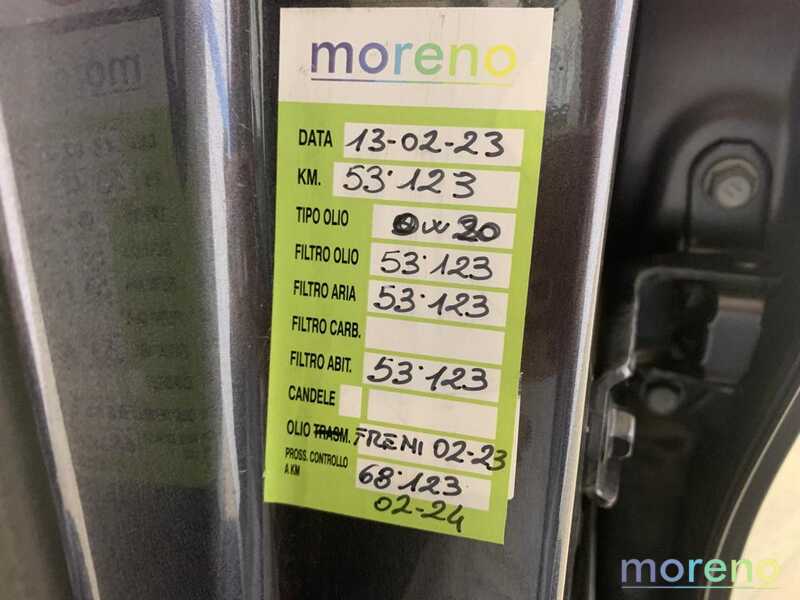 moreno
DATA 13-02-23
KM. 53.123
TIPO OLIO 0W20
FILTRO OLIO 53.123
FILTRO ARIA 53.123
FILTRO CARB.
FILTRO ABIT. 53.123
CANDELE
OLIO TRASM. FRENI 02-23
PROSS. CONTROLLO
A KM 68.123
02-24
moreno